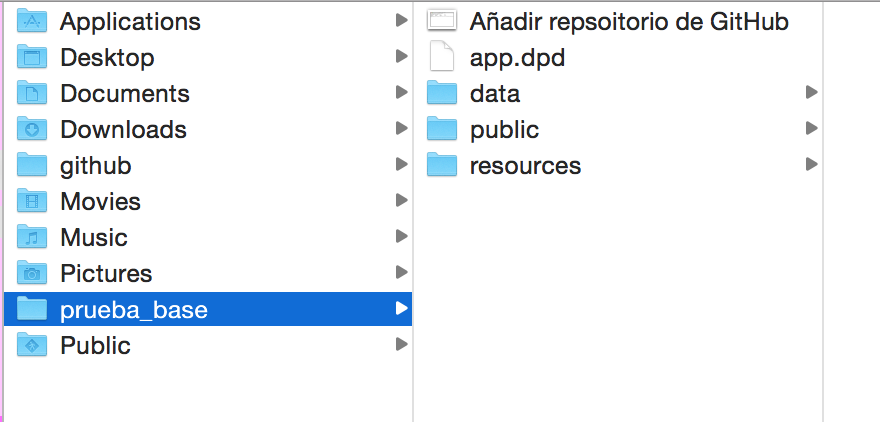 Applications
Desktop
Documents
Downloads
github
Movies
Music
Pictures
prueba_base
Public
Añadir repsoitorio de GitHub
app.dpd
data
public
resources